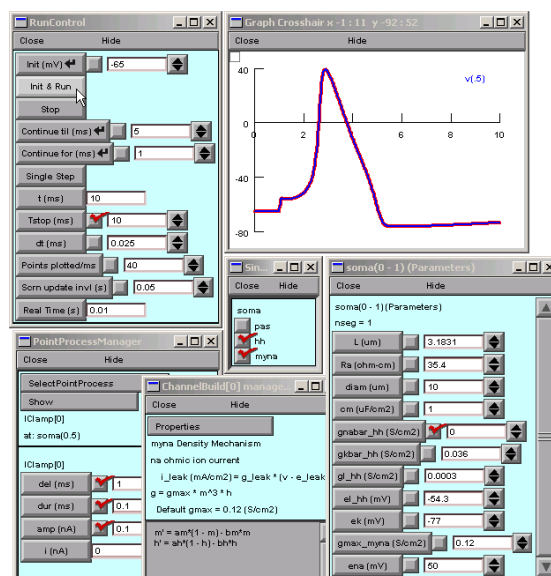 RunControl
Close Hide
Init (mV) -65
Init & Run
Stop
Continue til (ms) 5
Continue for (ms) 1
Single Step
t (ms) 10
Tstop (ms) 10
dt (ms) 0.025
Points plotted/ms 40
Scrn update invl (s) 0.05
Real Time (s) 0.01
Graph Crosshair x -1 : 11 y -92 : 52
Close Hide
40
v(.5)
0
0 2 6 8 10
-40
-80
Sin...
Close Hide
soma
pas
hh
myna
soma(0 - 1) (Parameters)
Close Hide
soma(0 - 1) (Parameters)
nseg = 1
L (um) 3.1831
Ra (ohm-cm) 35.4
diam (um) 10
cm (uF/cm2) 1
gnabar_hh (S/cm2) 0
gkbar_hh (S/cm2) 0.036
gl_hh (S/cm2) 0.0003
el_hh (mV) -54.3
ek (mV) -77
gmax_myna (S/cm2) 0.12
ena (mV) 50
PointProcessManager
Close Hide
SelectPointProcess
Show
IClamp[0]
at: soma(0.5)
IClamp[0]
del (ms) 1
dur (ms) 0.1
amp (nA) 0.1
i (nA) 0
ChannelBuild[0] manage...
Close Hide
Properties
myna Density Mechanism
na ohmic ion current
i_leak (mA/cm2) = g_leak * (v - e_leak
g = gmax * m^3 * h
Default gmax = 0.12 (S/cm2)
m' = am*(1 - m) - bm*m
h' = ah*(1 - h) - bh*h